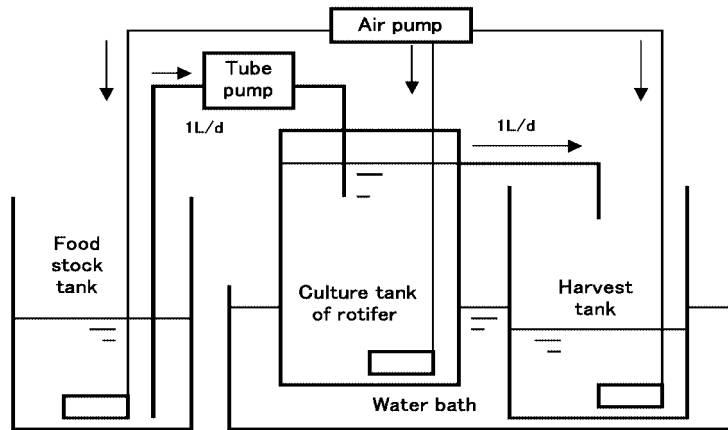 Air pump
Tube
pump
1L/d
1L/d
Food
stock
tank
Culture tank
of rotifer
Harvest
tank
Water bath